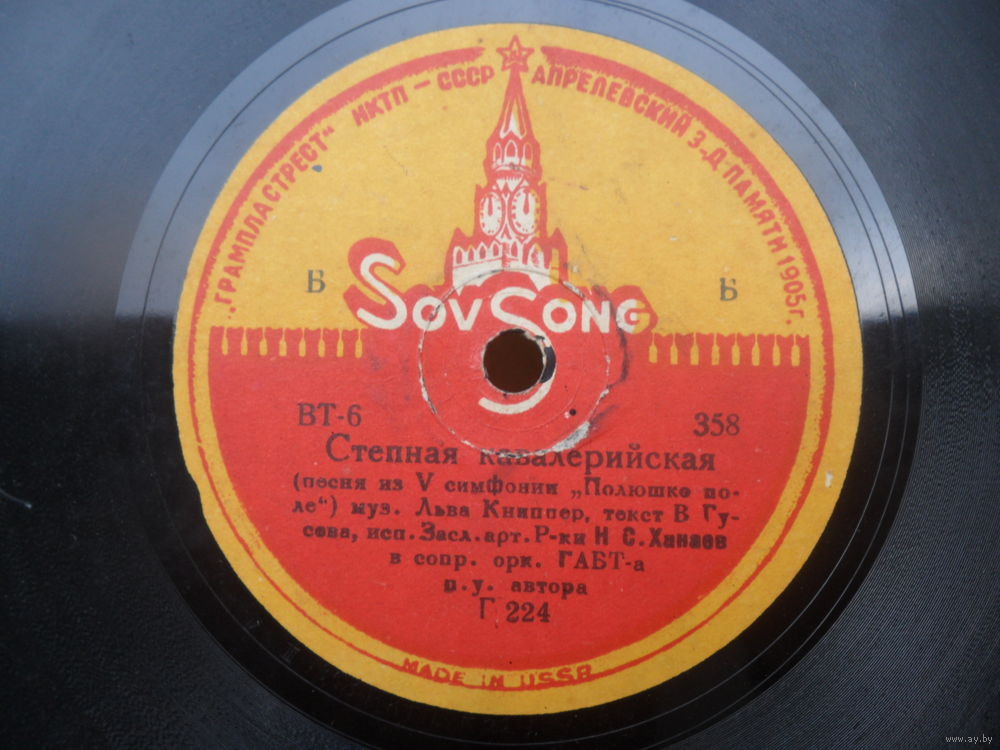 „ГРАМПЛАСТРЕСТ“ НКТП – СССР АПРЕЛЕВСКИЙ З-Д ПАМЯТИ 1905 г.
Б Б
SovSong
ВТ-6 358
Степная кавалерийская
(песня из V симфонии „Полюшко по-
ле“) муз. Льва Книппер, текст В Гу-
сева, исп. Засл. арт. Р-ки Н С. Ханаев
в сопр. орк. ГАБТ-а
п. у. автора
Г 224
MADE IN USSR
www.ay.by